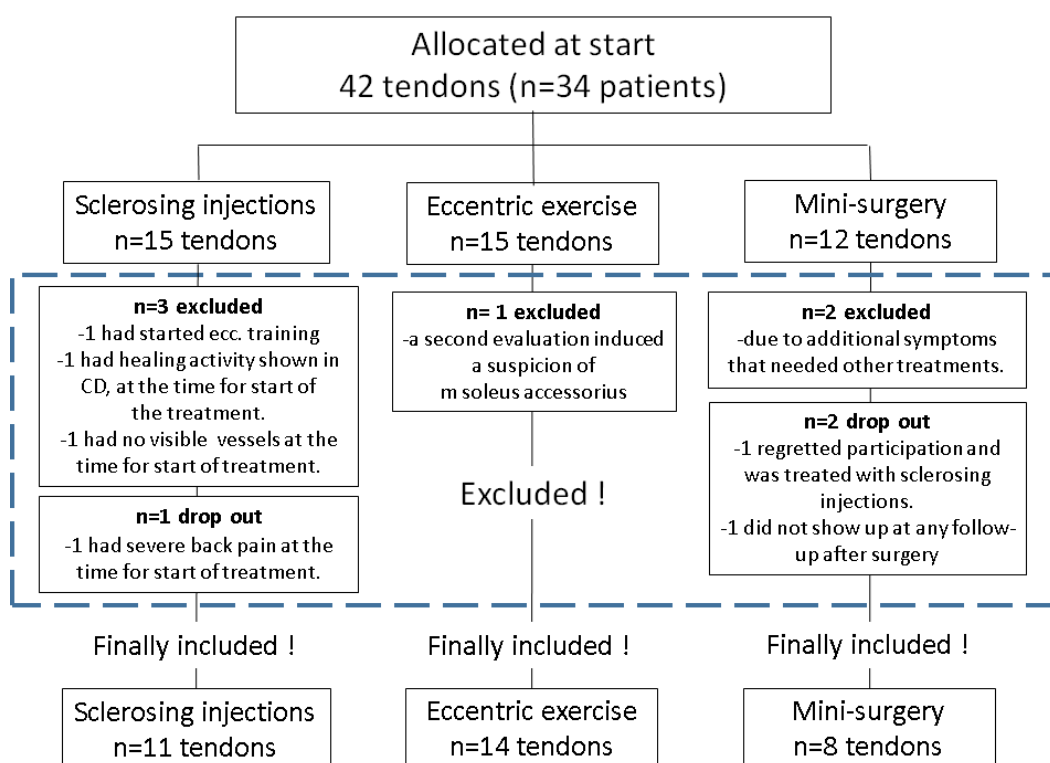 Allocated at start
42 tendons (n=34 patients)
Sclerosing injections
n=15 tendons
Eccentric exercise
n=15 tendons
Mini-surgery
n=12 tendons
n=3 excluded
-1 had started ecc. training
-1 had healing activity shown in
CD, at the time for start of
the treatment.
-1 had no visible vessels at the
time for start of treatment.
n=1 drop out
-1 had severe back pain at the
time for start of treatment.
n= 1 excluded
-a second evaluation induced
a suspicion of
m soleus accessorius
Excluded !
n=2 excluded
-due to additional symptoms
that needed other treatments.
n=2 drop out
-1 regretted participation and
was treated with sclerosing
injections.
-1 did not show up at any follow-
up after surgery
Finally included !
Finally included !
Finally included !
Sclerosing injections
n=11 tendons
Eccentric exercise
n=14 tendons
Mini-surgery
n=8 tendons